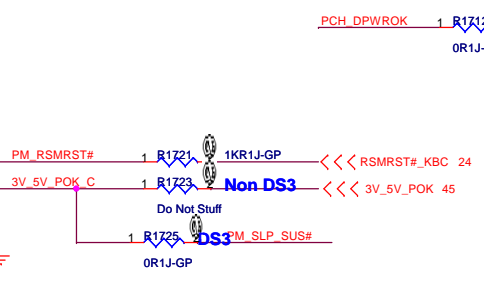 PCH_DPWROK 1 R1712
0R1J-
PM_RSMRST# 1 R1721 1KR1J-GP RSMRST#_KBC 24
3V_5V_POK_C 1 R1723 2 Non DS3 3V_5V_POK 45
Do Not Stuff
1 R1725 2 DS3 PM_SLP_SUS#
0R1J-GP